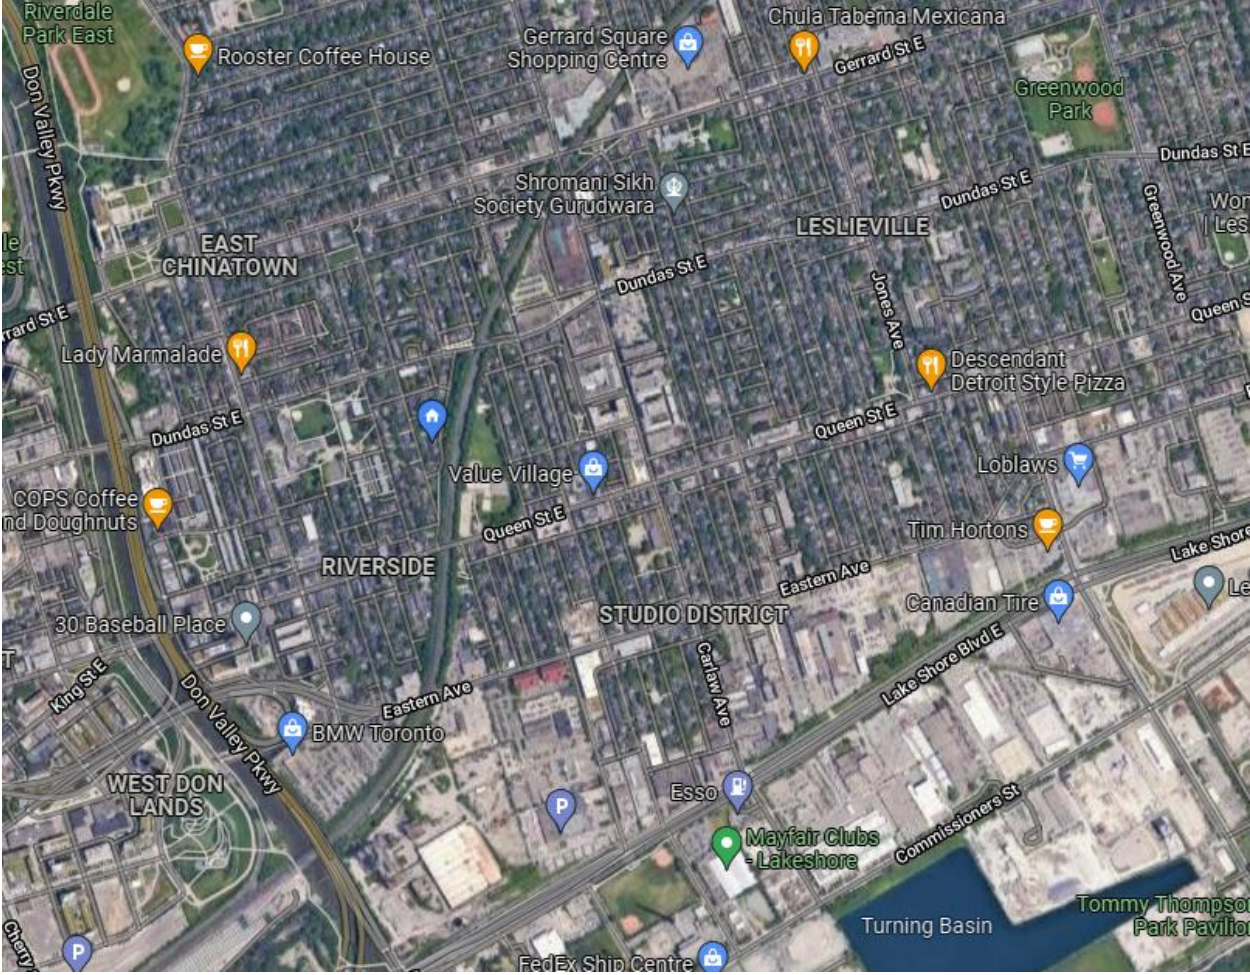 Riverdale
Park East
Rooster Coffee House
Gerrard Square
Shopping Centre
Chula Taberna Mexicana
Gerrard St E
Greenwood
Park
Don Valley Pkwy
Dundas St E
Shromani Sikh
Society Gurudwara
Dundas St E
LESLIEVILLE
Greenwood Ave
EAST
CHINATOWN
Dundas St E
Jones Ave
Queen S
rrard St E
Lady Marmalade
Descendant
Detroit Style Pizza
Dundas St E
Queen St E
Value Village
Loblaws
COPS Coffee
nd Doughnuts
Queen St E
Tim Hortons
Lake Shore
RIVERSIDE
Eastern Ave
Canadian Tire
STUDIO DISTRICT
30 Baseball Place
Lake Shore Blvd E
King St E
Carlaw Ave
Eastern Ave
Don Valley Pkwy
BMW Toronto
WEST DON
LANDS
Esso
P
Commissioners St
Mayfair Clubs
- Lakeshore
Tommy Thompson
Park Pavilion
Turning Basin
Cherry
P
FedEx Ship Centre